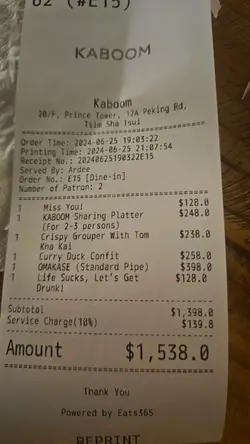 02 (#E15)
KABOOM
Kaboom
20/F, Prince Tower, 12A Peking Rd,
Tsim Sha Tsui
Order Time: 2024-06-25 19:03:22
Printing Time: 2024-06-25 21:07:54
Receipt No.: 20240625190322E15
Served By: Ardee
Order No.: E15 [Dine-in]
Number of Patron: 2
1 Miss You! $128.0
1 KABOOM Sharing Platter $248.0
(for 2-3 persons)
1 Crispy Grouper With Tom $238.0
Kha Kai
1 Curry Duck Confit $258.0
1 OMAKASE (Standard Pipe) $398.0
1 Life Sucks, Let's Get $128.0
Drunk!
Subtotal $1,398.0
Service Charge(10%) $139.8
Amount $1,538.0
Thank You
Powered by Eats365
REPRINT